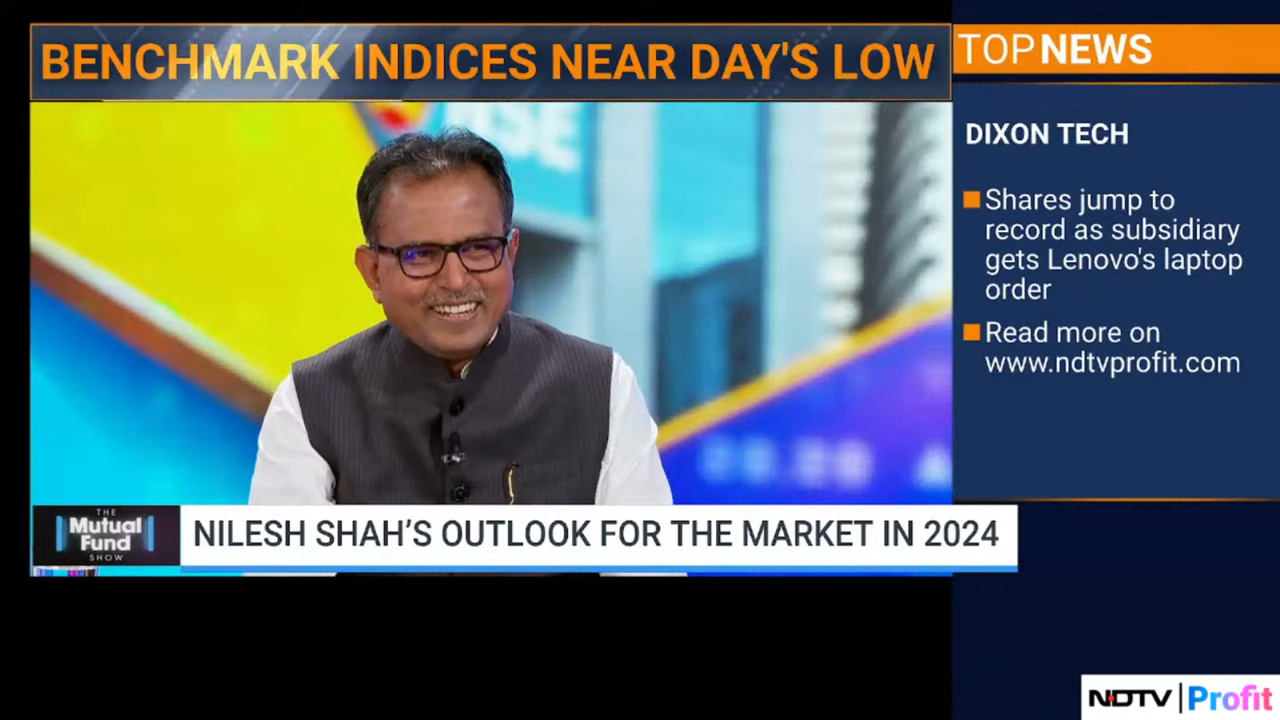 BENCHMARK INDICES NEAR DAY'S LOW
TOP NEWS
DIXON TECH
Shares jump to
record as subsidiary
gets Lenovo's laptop
order
Read more on
www.ndtvprofit.com
NSE
THE
Mutual
Fund
SHOW
NILESH SHAH’S OUTLOOK FOR THE MARKET IN 2024
NDTV Profit